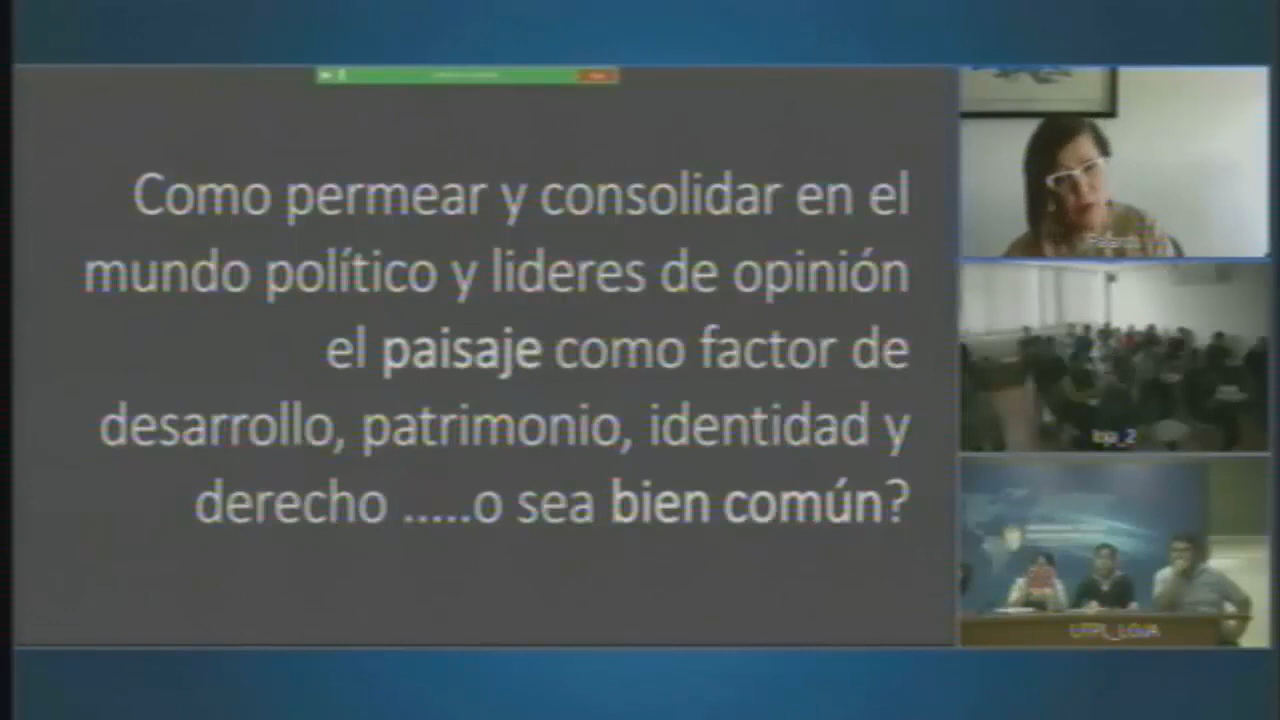 Como permear y consolidar en el
mundo político y lideres de opinión
el paisaje como factor de
desarrollo, patrimonio, identidad y
derecho .....o sea bien común?
loja_2